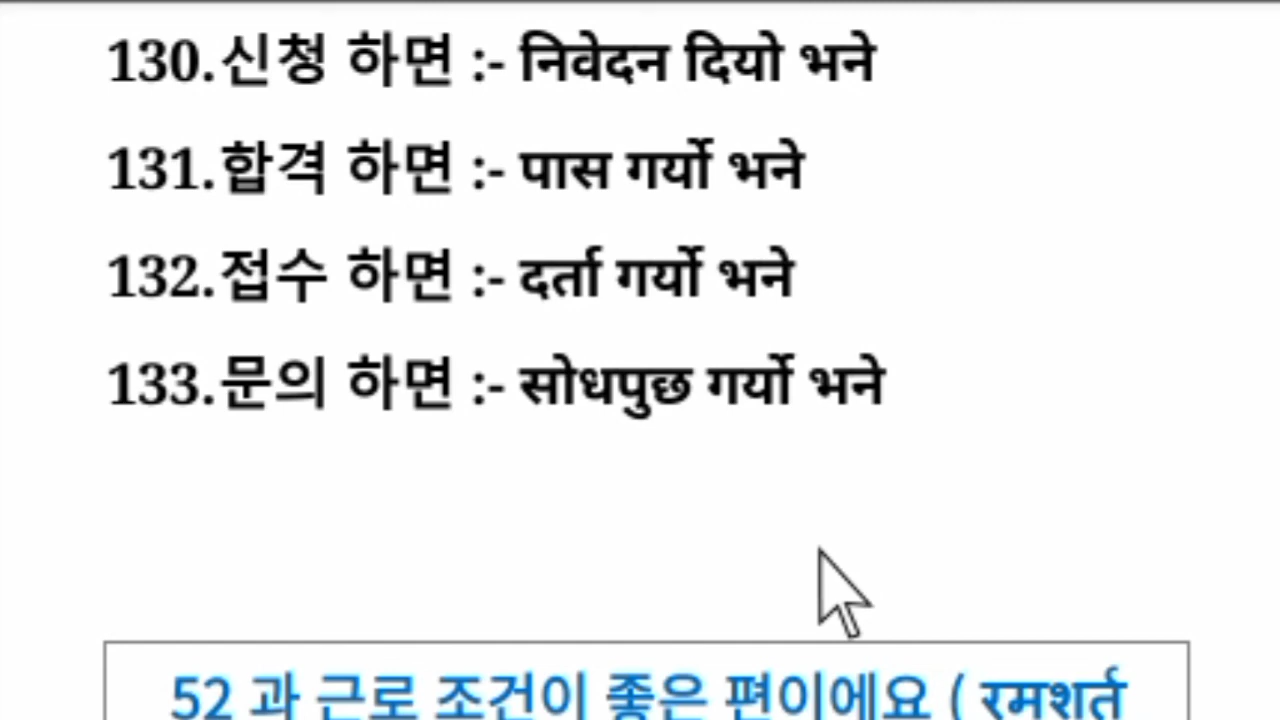 130.신청 하면 :- निवेदन दियो भने
131.합격 하면 :- पास गर्यो भने
132.접수 하면 :- दर्ता गर्यो भने
133.문의 하면 :- सोधपुछ गर्यो भने
52 과 근로 조건이 좋은 편이에요 ( रमशर्त